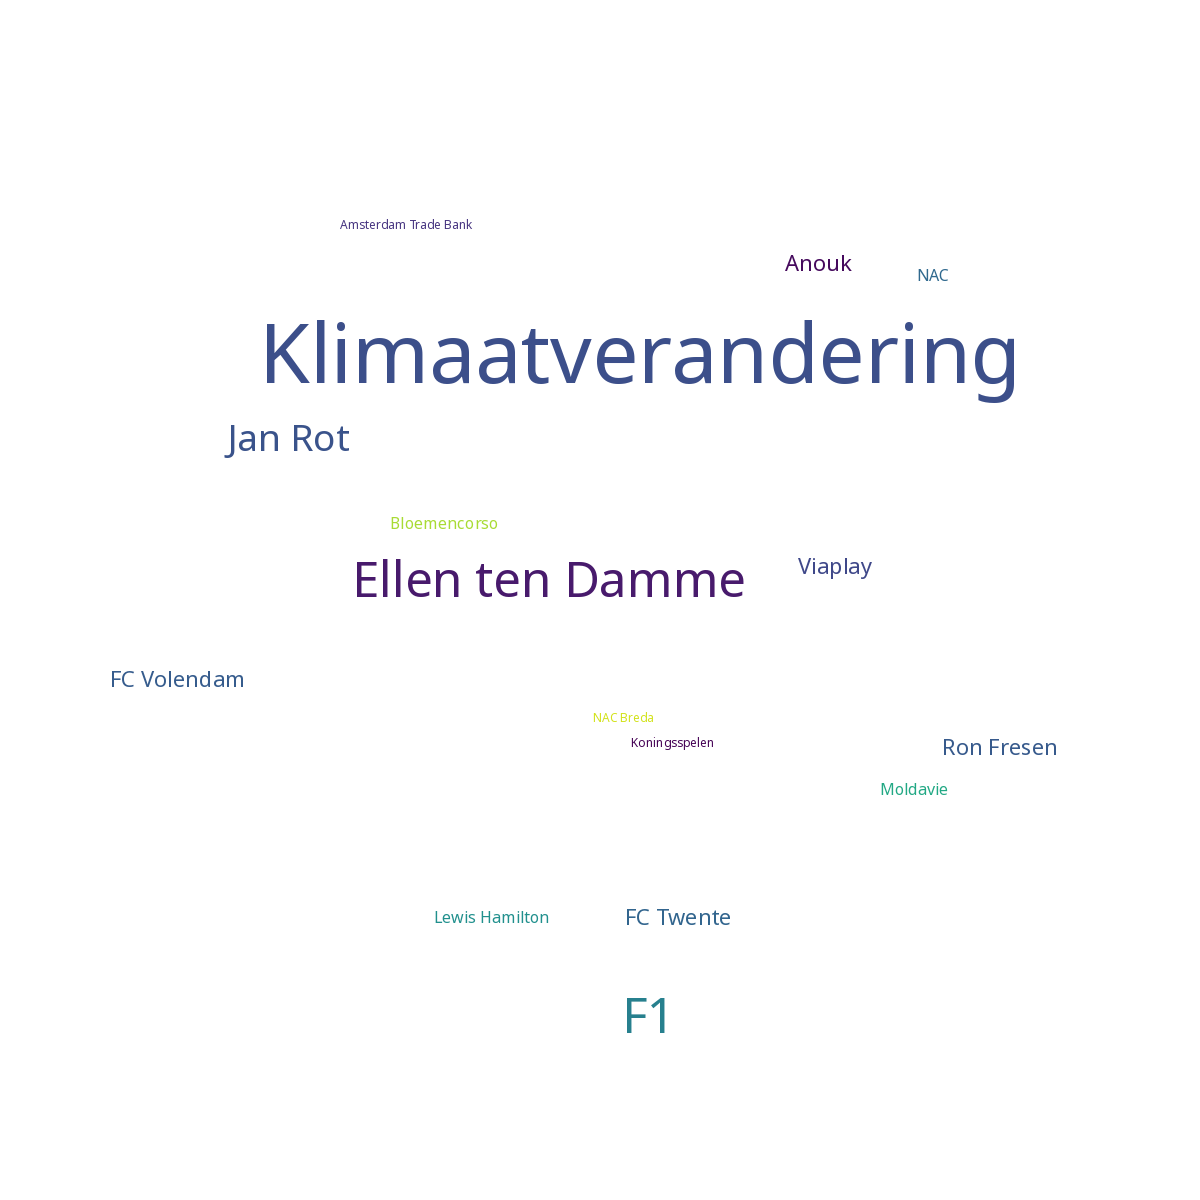 Amsterdam Trade Bank
Anouk
NAC
Klimaatverandering
Jan Rot
Bloemencorso
Ellen ten Damme
Viaplay
FC Volendam
NAC Breda
Koningsspelen
Ron Fresen
Moldavie
Lewis Hamilton
FC Twente
F1